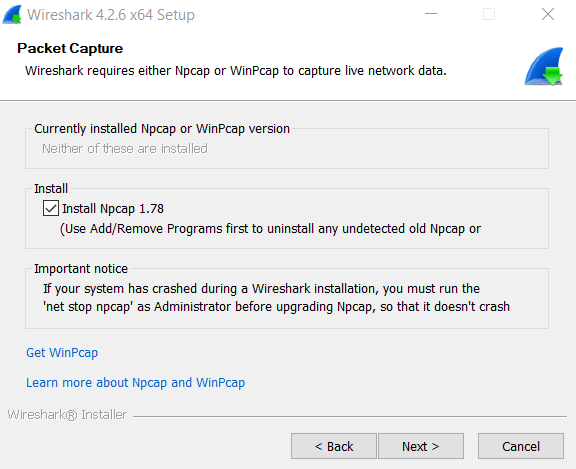 Wireshark 4.2.6 x64 Setup
Packet Capture
Wireshark requires either Npcap or WinPcap to capture live network data.
Currently installed Npcap or WinPcap version
Neither of these are installed
Install
Install Npcap 1.78
(Use Add/Remove Programs first to uninstall any undetected old Npcap or
Important notice
If your system has crashed during a Wireshark installation, you must run the
'net stop npcap' as Administrator before upgrading Npcap, so that it doesn't crash
Get WinPcap
Learn more about Npcap and WinPcap
Wireshark® Installer
< Back
Next >
Cancel